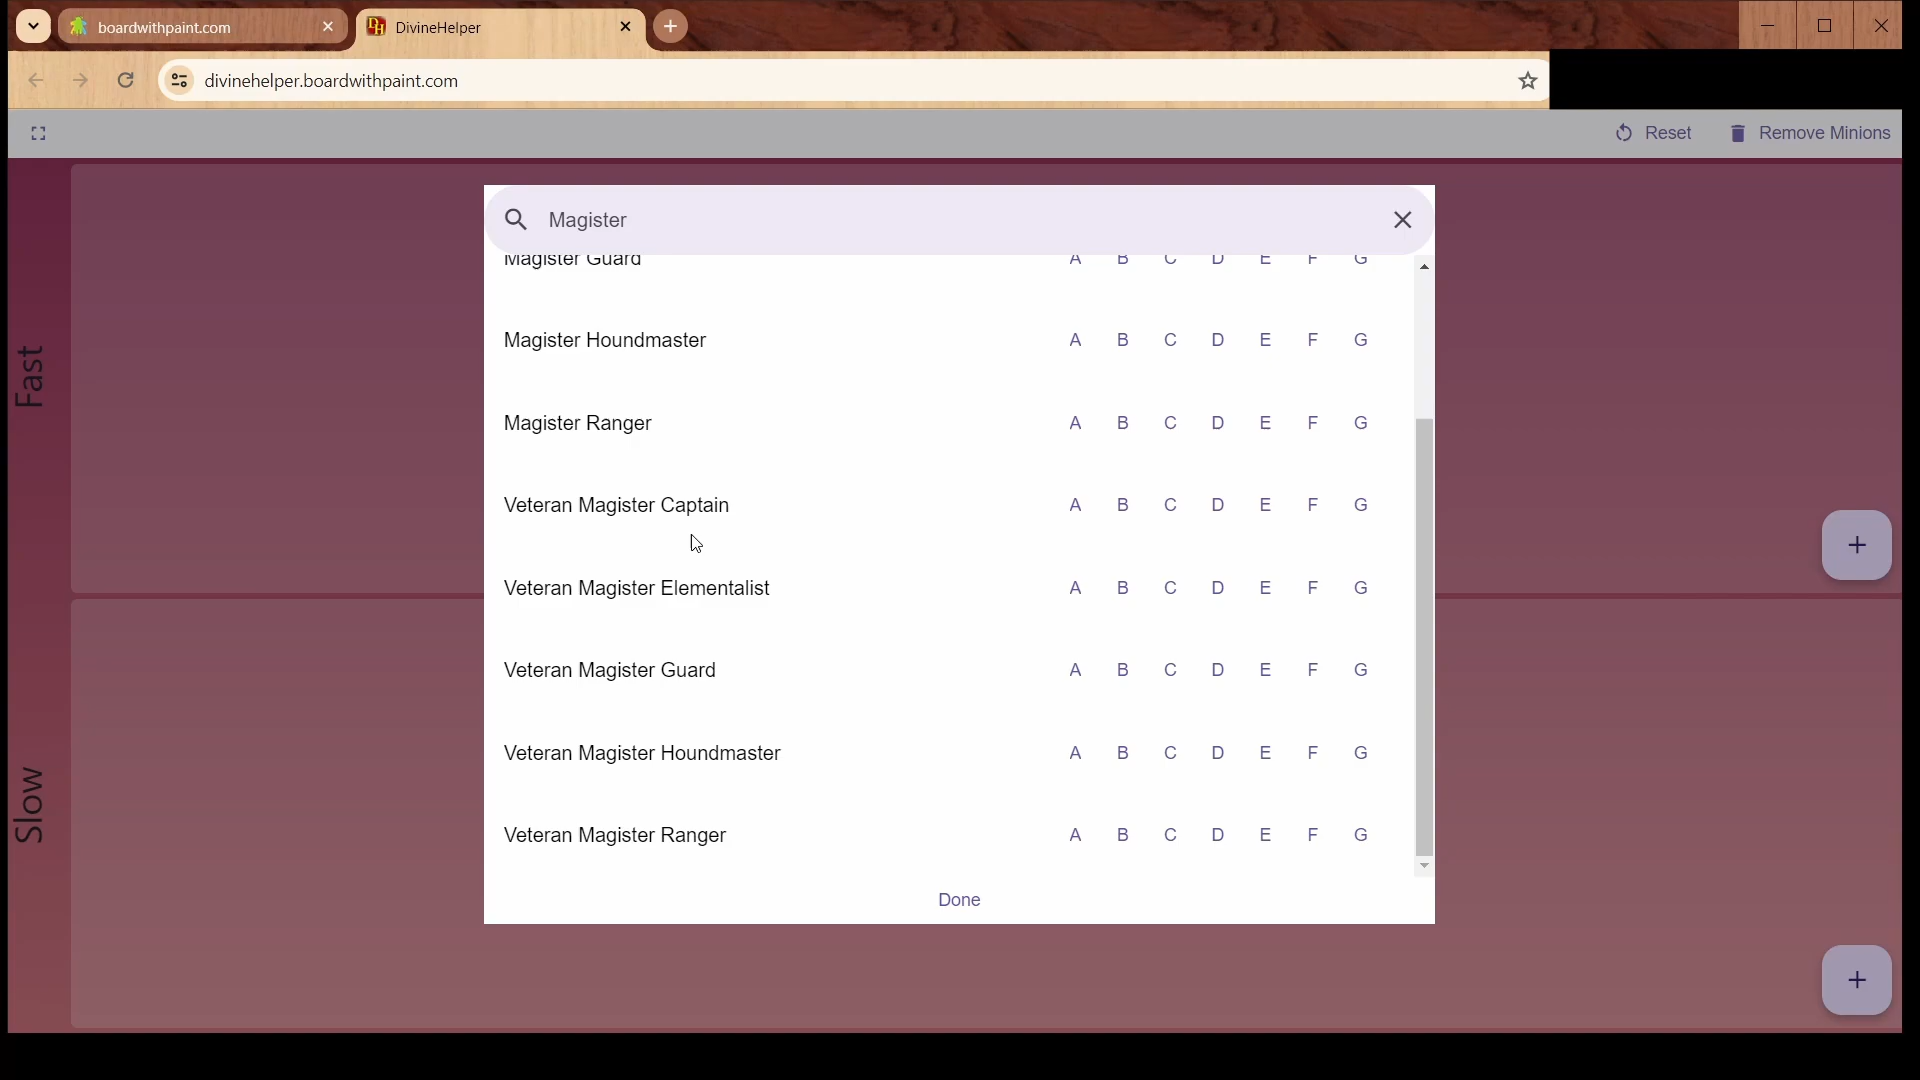 boardwithpaint.com
DivineHelper
divinehelper.boardwithpaint.com
Reset
Remove Minions
Magister
Magister Guard A B C D E F G
Magister Houndmaster A B C D E F G
Magister Ranger A B C D E F G
Veteran Magister Captain A B C D E F G
Veteran Magister Elementalist A B C D E F G
Veteran Magister Guard A B C D E F G
Veteran Magister Houndmaster A B C D E F G
Veteran Magister Ranger A B C D E F G
Done
Fast
Slow